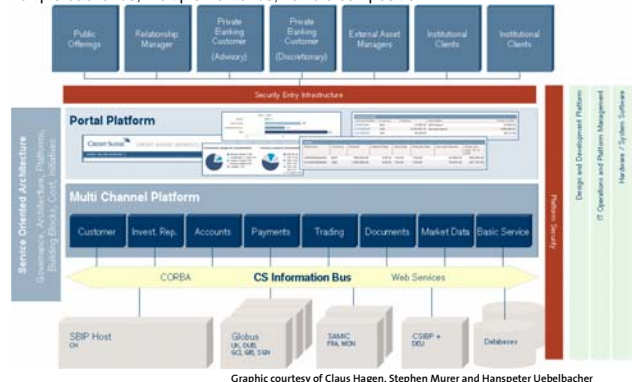 Public
Offerings
Relationship
Manager
Private
Banking
Customer
(Advisory)
Private
Banking
Customer
(Discretionary)
External Asset
Managers
Institutional
Clients
Institutional
Clients
Security Entry Infrastructure
Service Oriented Architecture
Governance, Architecture, Platforms,
Building Blocks, Cost, Initiatives
Portal Platform
CREDIT SUISSE
Multi Channel Platform
Customer
Invest. Rep.
Accounts
Payments
Trading
Documents
Market Data
Basic Service
CORBA
CS Information Bus
Web Services
SBIP Host
CH
Globus
UK, DUB,
GCI, GIB, SGN
SAMIC
FRA, MON
CSIBP +
DEU
Databases
Platform Security
Design and Development Platform
IT Operations and Platform Management
Hardware / System Software
Graphic courtesy of Claus Hagen, Stephen Murer and Hanspeter Uebelbacher